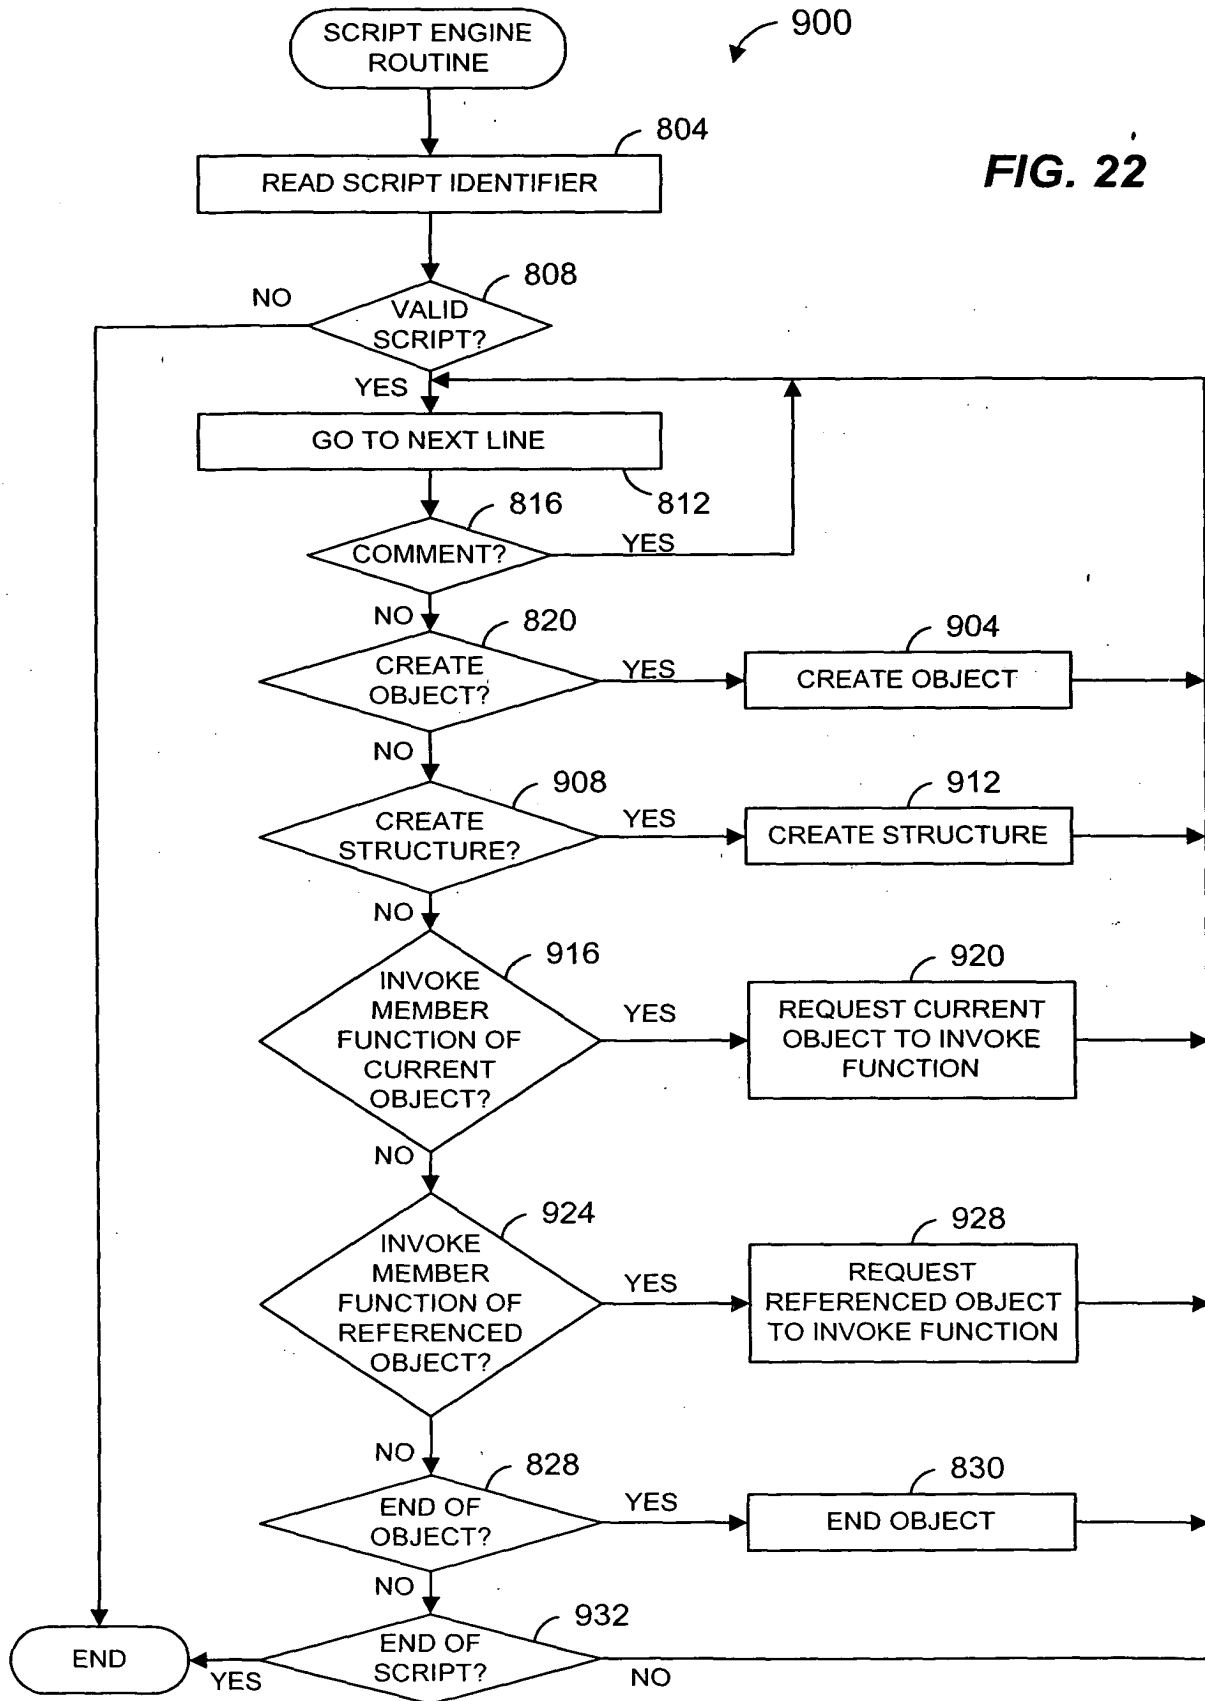 SCRIPT ENGINE
ROUTINE
900
FIG. 22
804
READ SCRIPT IDENTIFIER
808
NO
VALID
SCRIPT?
YES
GO TO NEXT LINE
812
816
COMMENT?
YES
NO
820
CREATE
OBJECT?
YES
904
CREATE OBJECT
NO
908
CREATE
STRUCTURE?
YES
912
CREATE STRUCTURE
NO
916
INVOKE
MEMBER
FUNCTION OF
CURRENT
OBJECT?
YES
920
REQUEST CURRENT
OBJECT TO INVOKE
FUNCTION
NO
924
INVOKE
MEMBER
FUNCTION OF
REFERENCED
OBJECT?
YES
928
REQUEST
REFERENCED OBJECT
TO INVOKE FUNCTION
NO
828
END OF
OBJECT?
YES
830
END OBJECT
NO
932
END OF
SCRIPT?
YES
NO
END